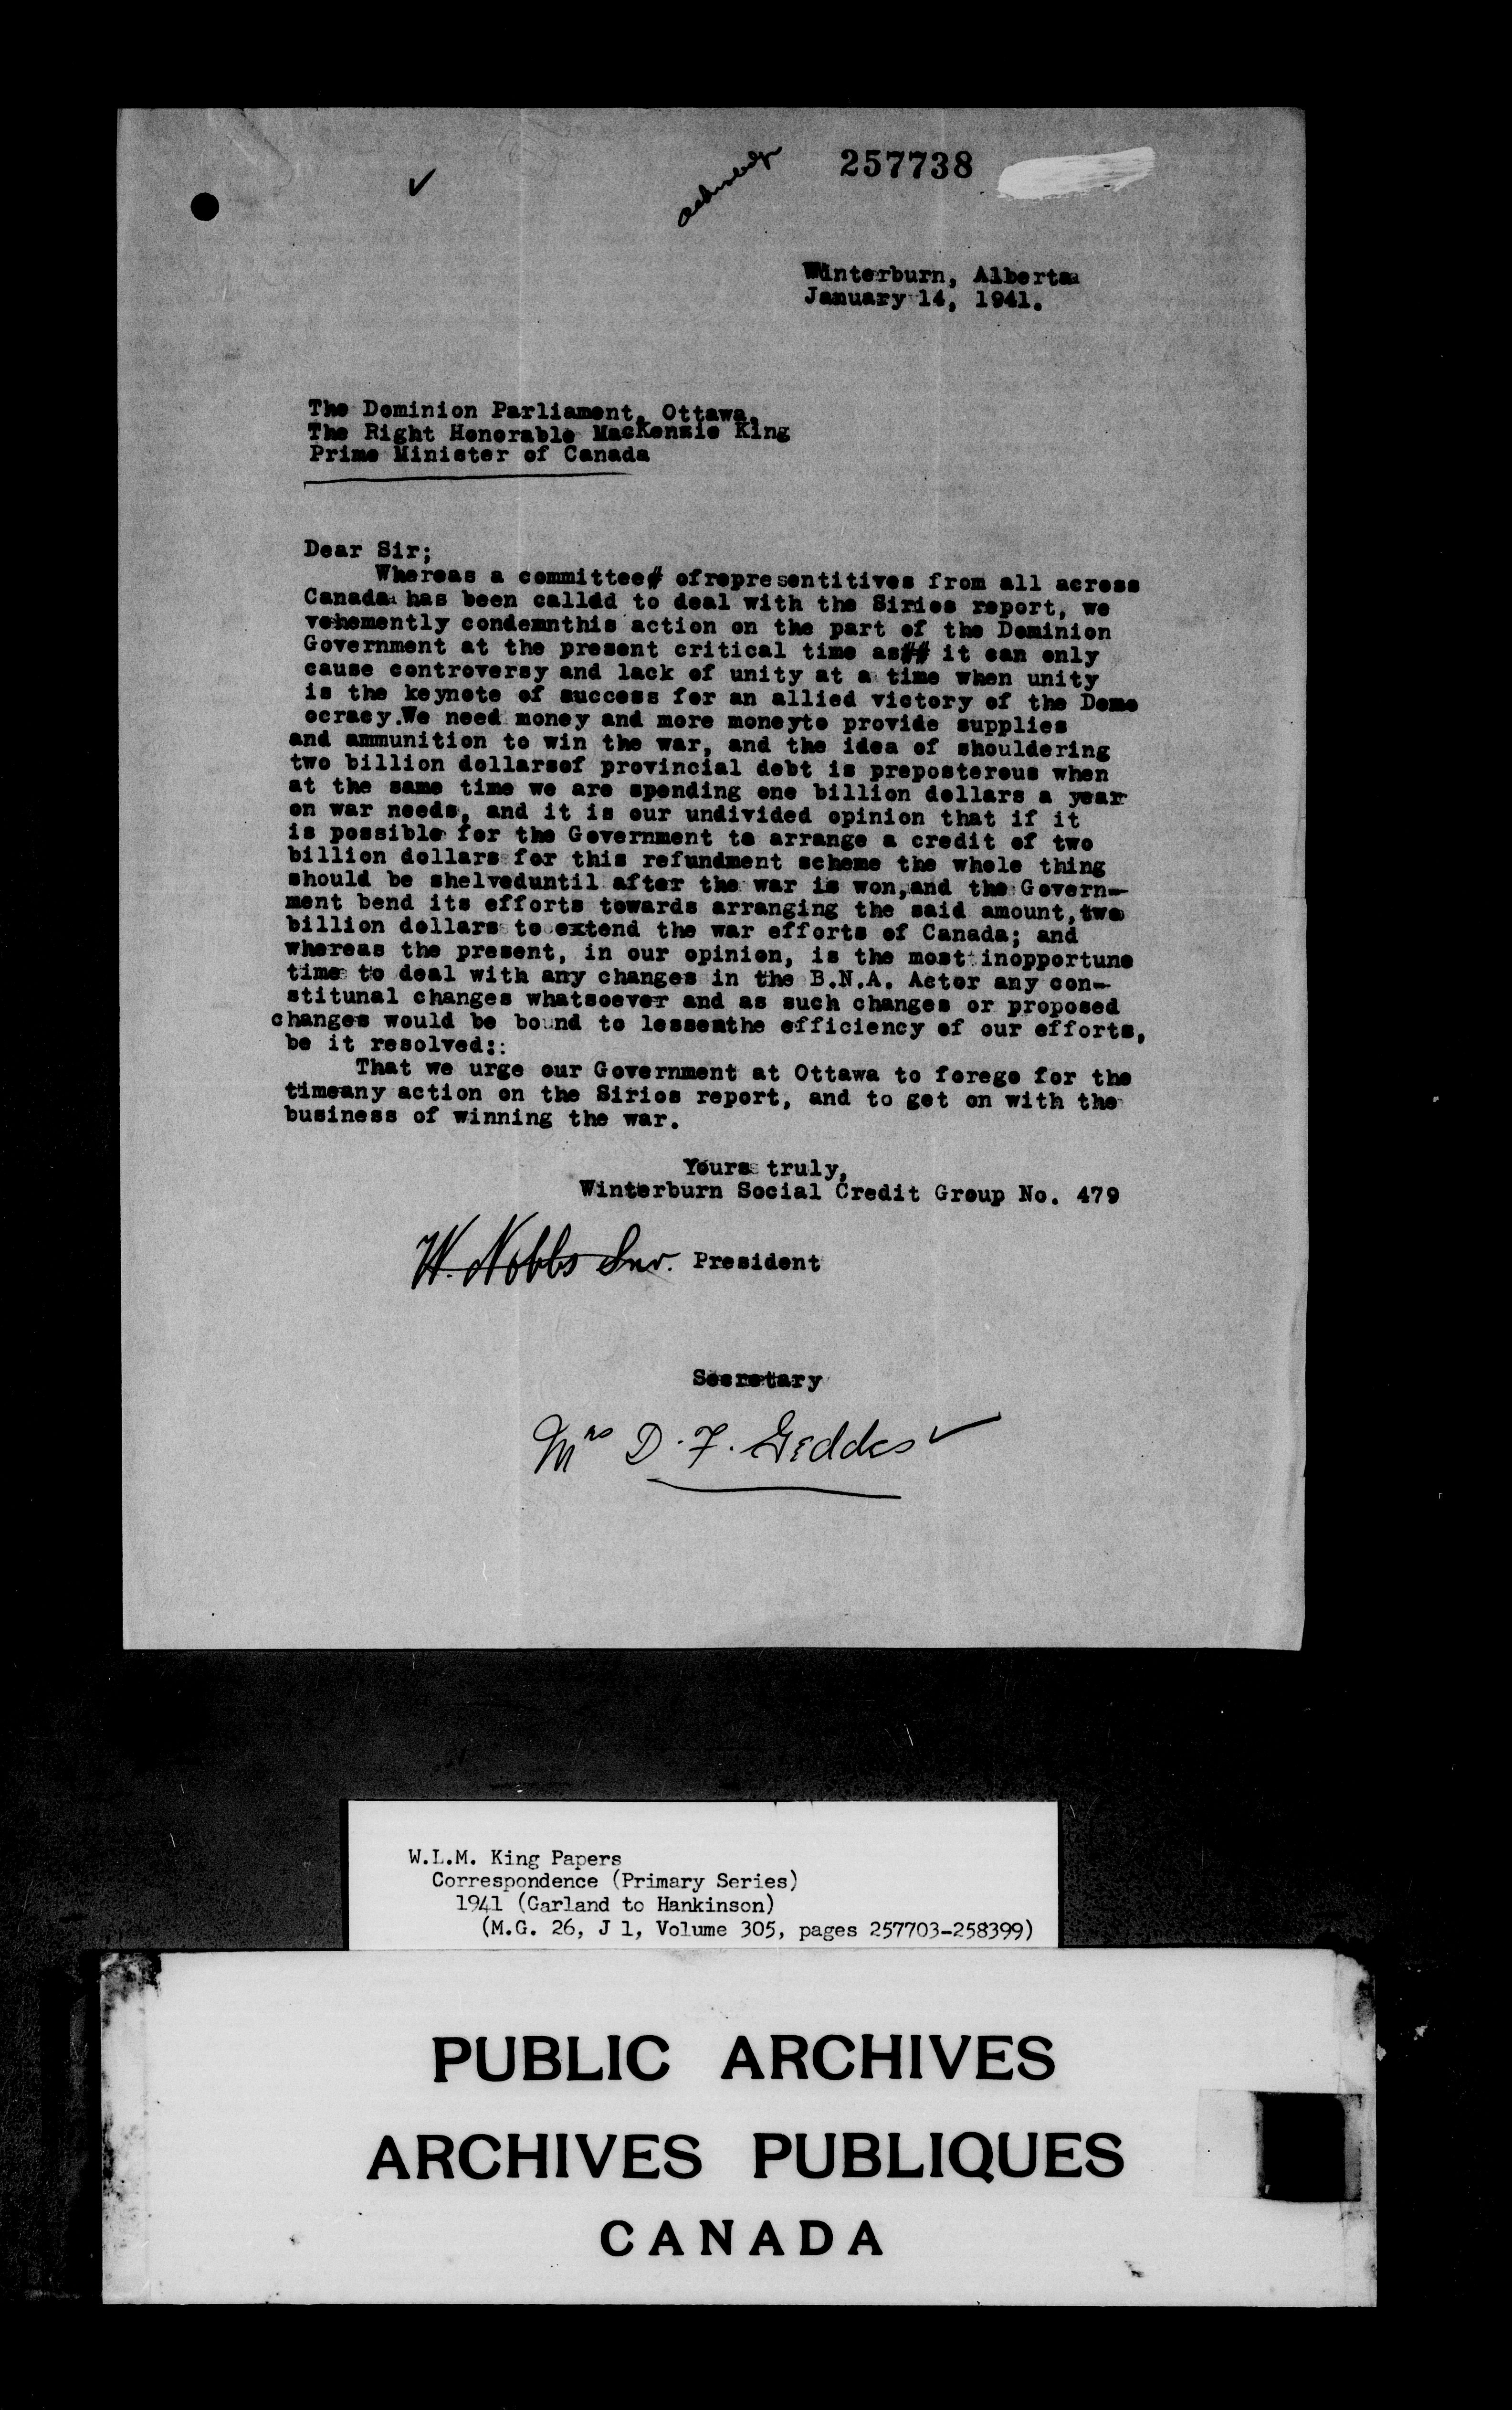 ✓
acknowledge
257738
Winterburn, Alberta
January 14, 1941.
The Dominion Parliament, Ottawa,
The Right Honorable MacKenzie King
Prime Minister of Canada
Dear Sir;
Whereas a committee# ofrepresentitives from all across
Canada has been calldd to deal with the Sirios report, we
vehemently condemnthis action on the part of the Dominion
Government at the present critical time as## it can only
cause controversy and lack of unity at a time when unity
is the keynote of success for an allied victory of the Demo
ocracy.We need money and more moneyto provide supplies
and ammunition to win the war, and the idea of shouldering
two billion dollarsof provincial debt is preposterous when
at the same time we are spending one billion dollars a year
on war needs, and it is our undivided opinion that if it
is possible for the Government to arrange a credit of two
billion dollars for this refundment scheme the whole thing
should be shelveduntil after the war is won,and the Govern-
ment bend its efforts towards arranging the said amount,two
billion dollars to extend the war efforts of Canada; and
whereas the present, in our opinion, is the most inopportune
time to deal with any changes in the B.N.A. Actor any con-
stitunal changes whatsoever and as such changes or proposed
changes would be bound to lessenthe efficiency of our efforts,
be it resolved::
That we urge our Government at Ottawa to forego for the
timeany action on the Sirios report, and to get on with the
business of winning the war.
Yours truly,
Winterburn Social Credit Group No. 479
W. Nobbs Snr. President
Secretary
Mrs D. F. Geddes ✓
W.L.M. King Papers
Correspondence (Primary Series)
1941 (Garland to Hankinson)
(M.G. 26, J 1, Volume 305, pages 257703-258399)
PUBLIC ARCHIVES
ARCHIVES PUBLIQUES
CANADA